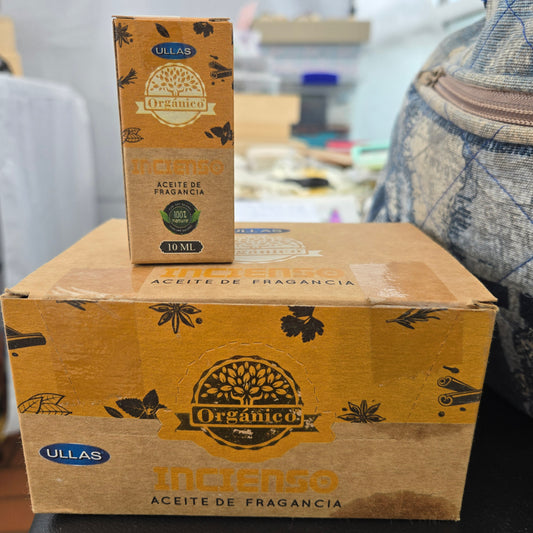 ULLAS
Orgánico
INCIENSO
ACEITE DE
FRAGANCIA
100%
natural
10 ML
ULLAS
INCIENSO
ACEITE DE FRAGANCIA
Orgánico
ULLAS
INCIENSO
ACEITE DE FRAGANCIA